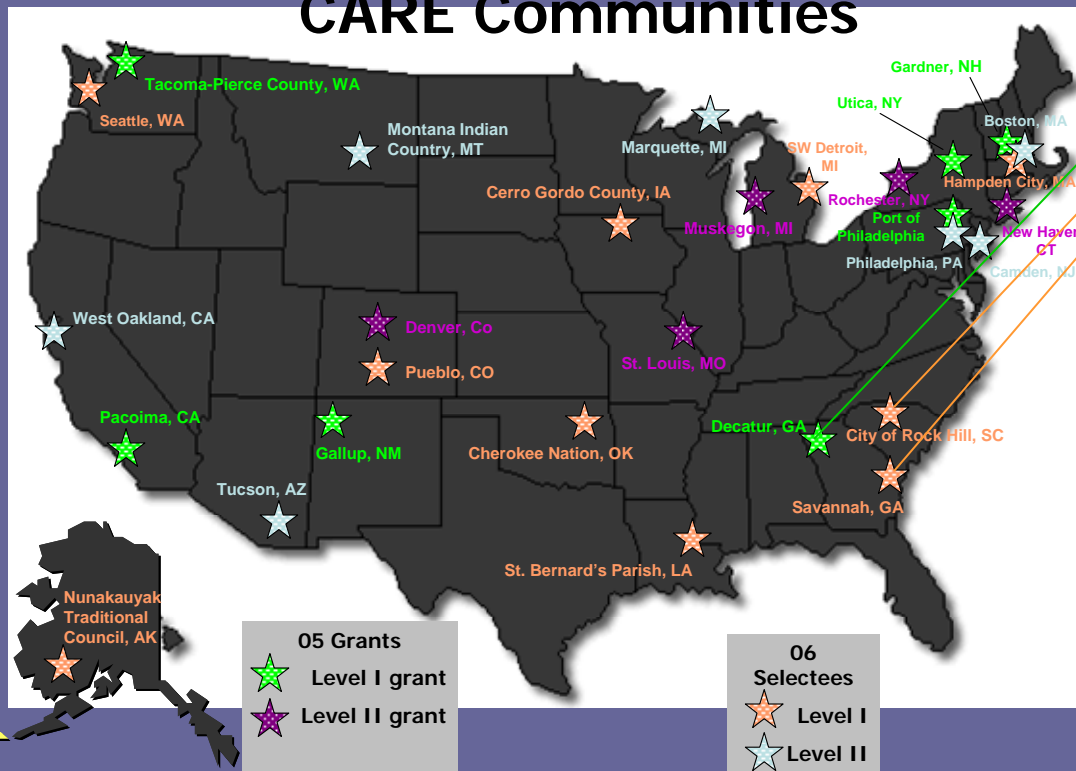 CARE Communities
Gardner, NH
Tacoma-Pierce County, WA
Utica, NY
Seattle, WA
Boston, MA
Montana Indian
Country, MT
Marquette, MI
SW Detroit,
MI
Hampden City, MA
Cerro Gordo County, IA
Rochester, NY
Muskegon, MI
Port of
Philadelphia
New Haven
CT
Philadelphia, PA
Camden, NJ
West Oakland, CA
Denver, Co
St. Louis, MO
Pueblo, CO
Pacoima, CA
Decatur, GA
City of Rock Hill, SC
Gallup, NM
Cherokee Nation, OK
Tucson, AZ
Savannah, GA
St. Bernard's Parish, LA
Nunakauyak
Traditional
Council, AK
05 Grants
Level I grant
Level II grant
06
Selectees
Level I
Level II